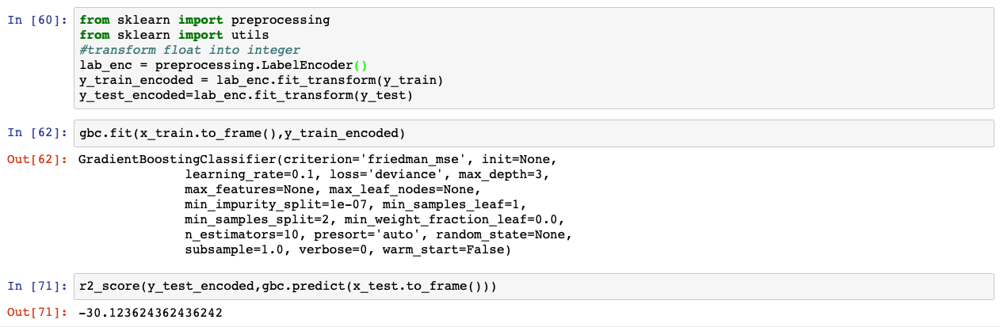 In [60]: from sklearn import preprocessing
from sklearn import utils
#transform float into integer
lab_enc = preprocessing.LabelEncoder()
y_train_encoded = lab_enc.fit_transform(y_train)
y_test_encoded=lab_enc.fit_transform(y_test)
In [62]: gbc.fit(x_train.to_frame(),y_train_encoded)
Out[62]: GradientBoostingClassifier(criterion='friedman_mse', init=None,
learning_rate=0.1, loss='deviance', max_depth=3,
max_features=None, max_leaf_nodes=None,
min_impurity_split=1e-07, min_samples_leaf=1,
min_samples_split=2, min_weight_fraction_leaf=0.0,
n_estimators=10, presort='auto', random_state=None,
subsample=1.0, verbose=0, warm_start=False)
In [71]: r2_score(y_test_encoded,gbc.predict(x_test.to_frame()))
Out[71]: -30.123624362436242